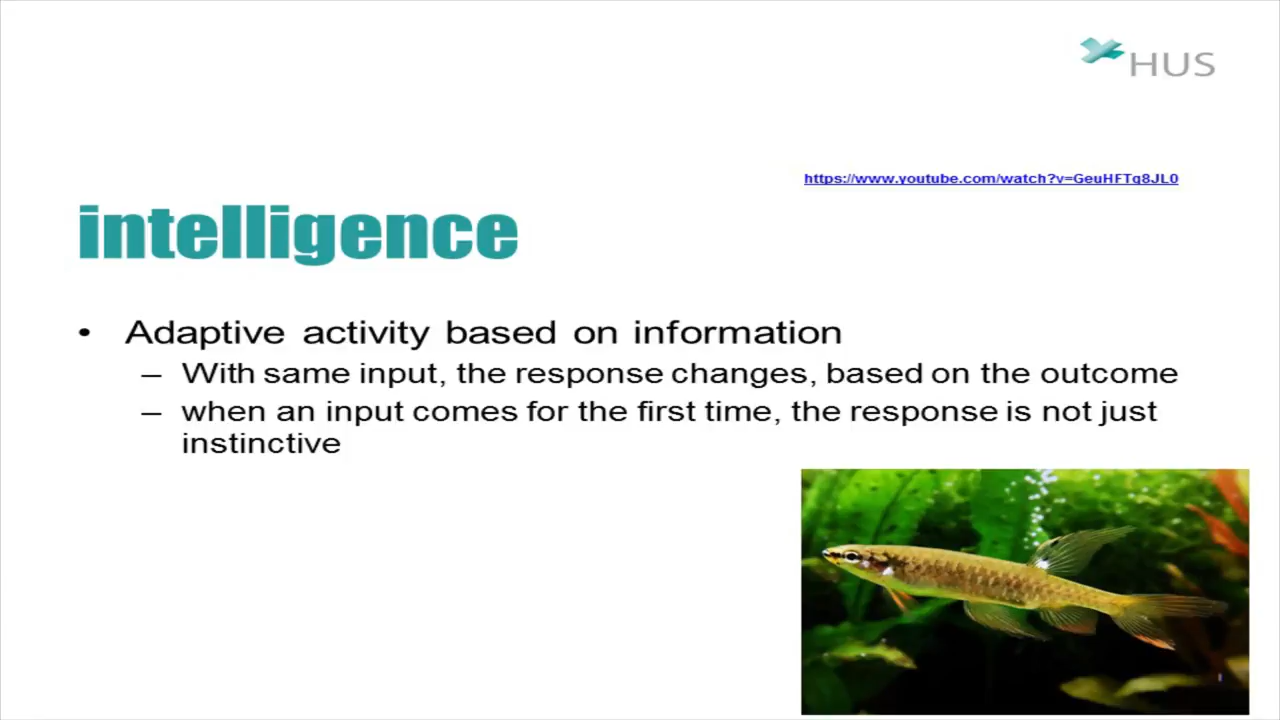 HUS
https://www.youtube.com/watch?v=GeuHFTq8JL0
intelligence
• Adaptive activity based on information
– With same input, the response changes, based on the outcome
– when an input comes for the first time, the response is not just
instinctive